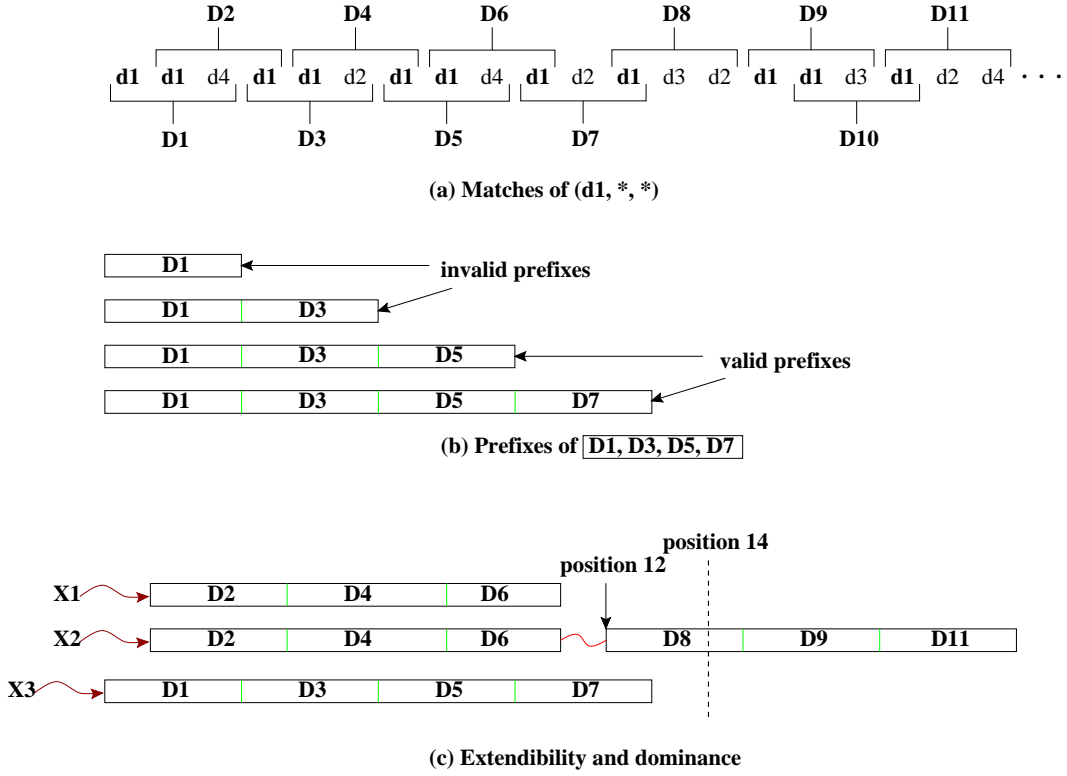 D2 D4 D6 D8 D9 D11
d1 d1 d4 d1 d1 d2 d1 d1 d4 d1 d2 d1 d3 d2 d1 d1 d3 d1 d2 d4 . . .
D1 D3 D5 D7 D10
(a) Matches of (d1, *, *)
D1
invalid prefixes
D1 D3
D1 D3 D5
valid prefixes
D1 D3 D5 D7
(b) Prefixes of D1, D3, D5, D7
position 14
position 12
X1 D2 D4 D6
X2 D2 D4 D6 D8 D9 D11
X3 D1 D3 D5 D7
(c) Extendibility and dominance